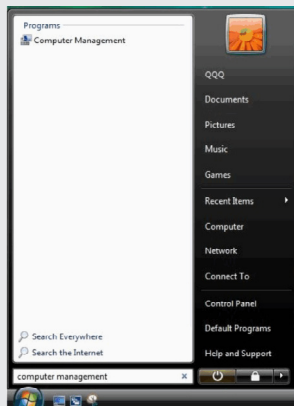 Programs
Computer Management
Search Everywhere
Search the Internet
computer management
QQQ
Documents
Pictures
Music
Games
Recent Items
Computer
Network
Connect To
Control Panel
Default Programs
Help and Support